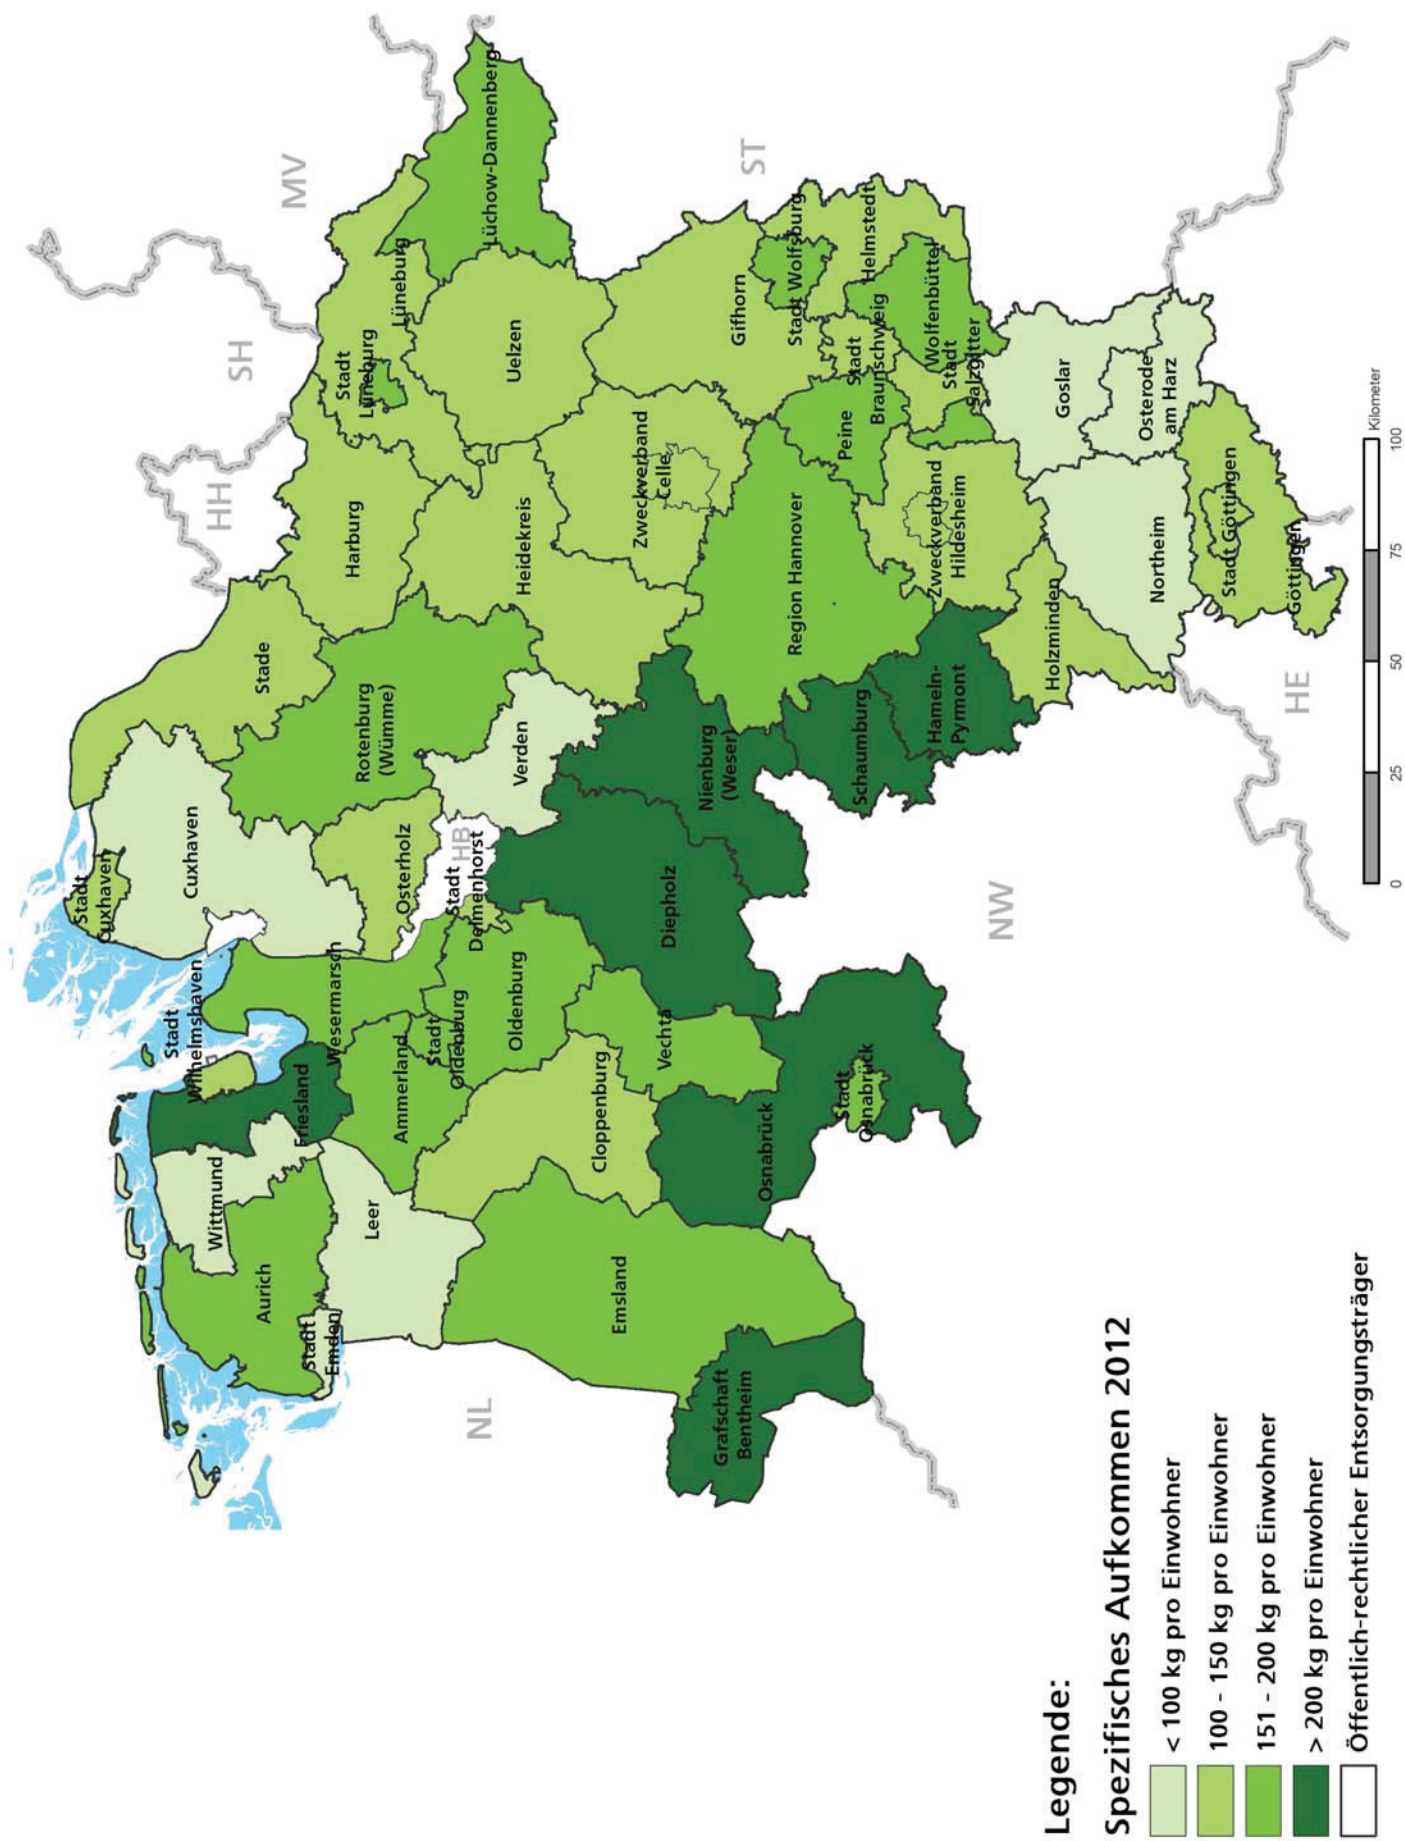 MV
SH
HH
ST
HB
NL
NW
HE
Stadt
Cuxhaven
Cuxhaven
Stade
Stadt
Wilhelmshaven
Wittmund
Friesland
Aurich
Stadt
Emden
Wesermarsch
Osterholz
Rotenburg
(Wümme)
Harburg
Stadt
Lüneburg
Lüneburg
Lüchow-Dannenberg
Leer
Ammerland
Stadt
Oldenburg
Oldenburg
Stadt
Delmenhorst
Verden
Heidekreis
Uelzen
Emsland
Cloppenburg
Vechta
Diepholz
Nienburg
(Weser)
Zweckverband
Celle
Gifhorn
Grafschaft
Bentheim
Osnabrück
Stadt
Osnabrück
Schaumburg
Hameln-
Pymont
Region Hannover
Peine
Stadt Wolfsburg
Helmstedt
Stadt
Braunschweig
Wolfenbüttel
Stadt
Salzgitter
Zweckverband
Hildesheim
Holzminden
Goslar
Osterode
am Harz
Northeim
Stadt Göttingen
Göttingen
0
25
50
75
100
Kilometer
Legende:
Spezifisches Aufkommen 2012
< 100 kg pro Einwohner
100 - 150 kg pro Einwohner
151 - 200 kg pro Einwohner
> 200 kg pro Einwohner
Öffentlich-rechtlicher Entsorgungsträger